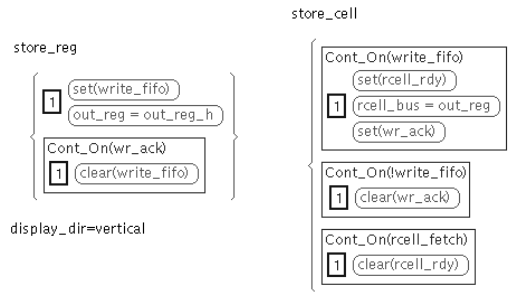 store_reg
1
set(write_fifo)
out_reg = out_reg_h
Cont_On(wr_ack)
1 clear(write_fifo)
display_dir=vertical
store_cell
Cont_On(write_fifo)
set(rcell_rdy)
1 rcell_bus = out_reg
set(wr_ack)
Cont_On(!write_fifo)
1 clear(wr_ack)
Cont_On(rcell_fetch)
1 clear(rcell_rdy)